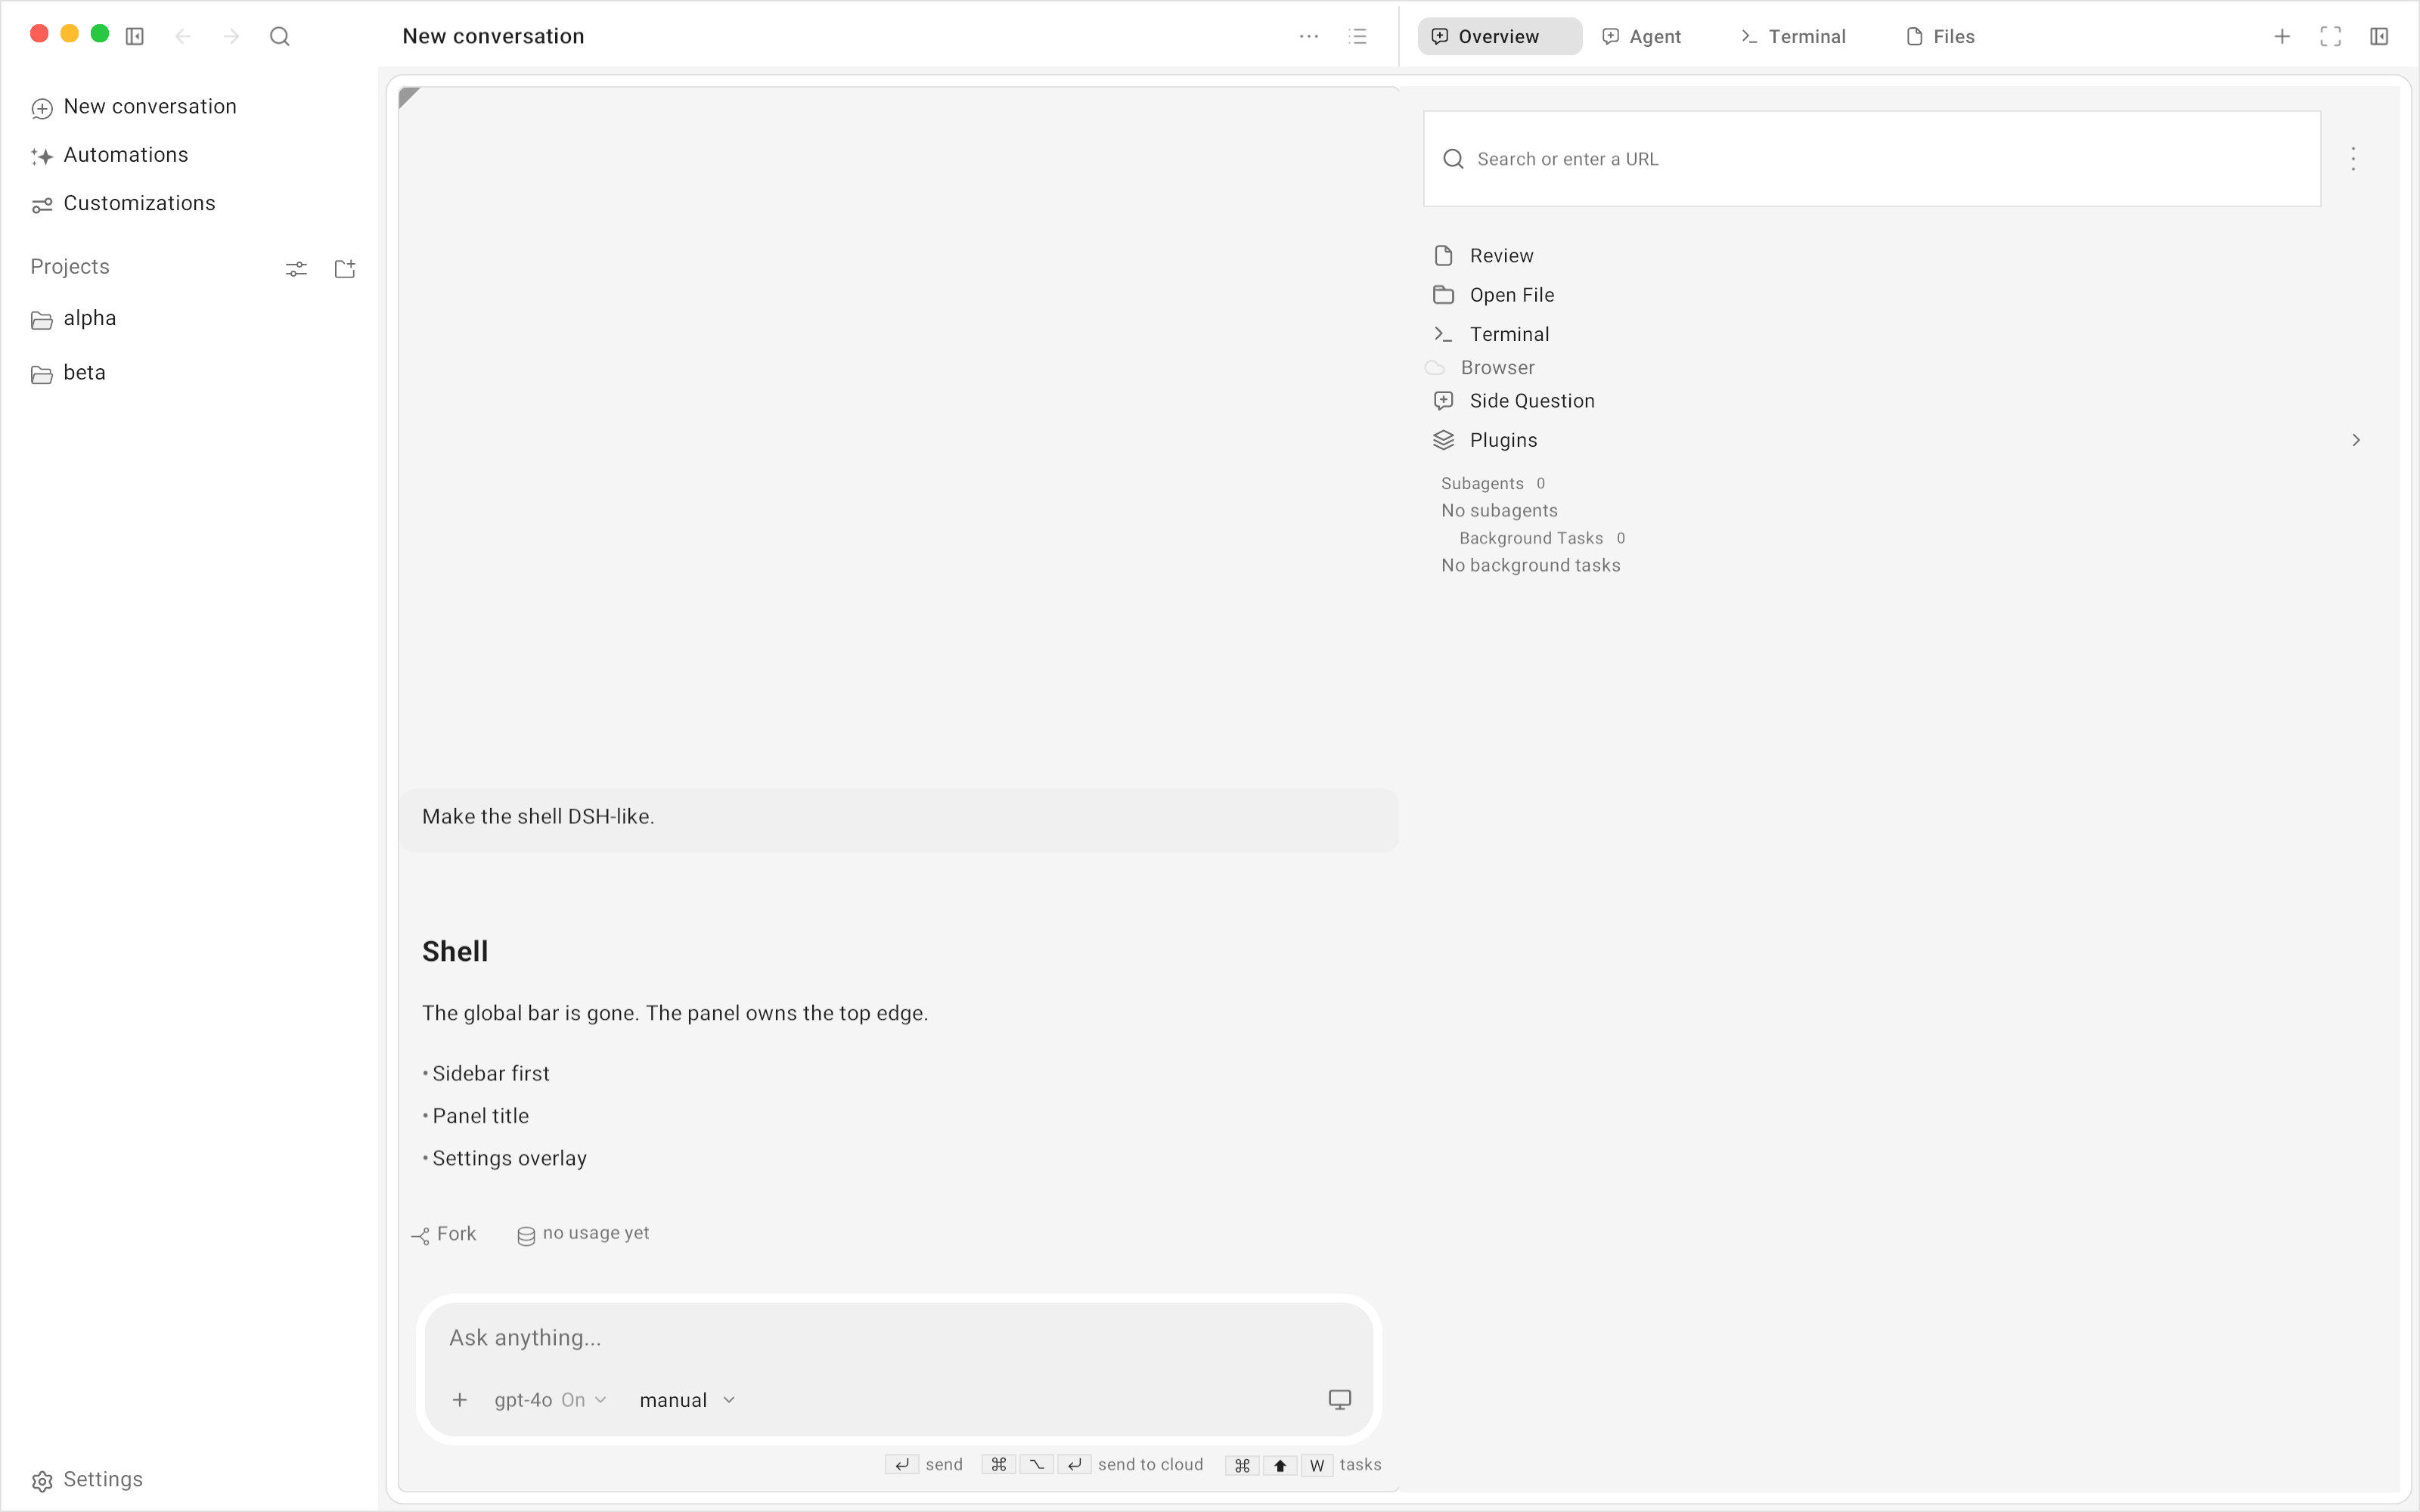 New conversation
Overview
Agent
Terminal
Files
New conversation
Automations
Customizations
Projects
alpha
beta
Settings
Make the shell DSH-like.
Shell
The global bar is gone. The panel owns the top edge.
• Sidebar first
• Panel title
• Settings overlay
Fork no usage yet
Ask anything...
gpt-4o On manual
↵ send ⌘ ⌥ ↵ send to cloud ⌘ ⬆ W tasks
Search or enter a URL
Review
Open File
Terminal
Browser
Side Question
Plugins
Subagents 0
No subagents
Background Tasks 0
No background tasks